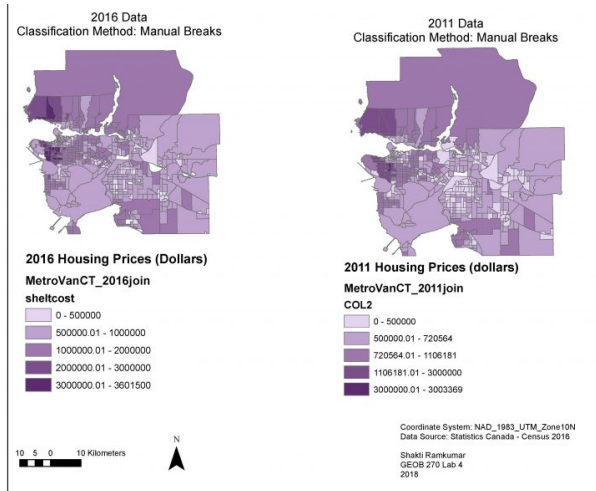 2016 Data
Classification Method: Manual Breaks
2016 Housing Prices (Dollars)
MetroVanCT_2016join
sheltcost
0 - 500000
500000.01 - 1000000
1000000.01 - 2000000
2000000.01 - 3000000
3000000.01 - 3601500
10 5 0 10 Kilometers
N
2011 Data
Classification Method: Manual Breaks
2011 Housing Prices (dollars)
MetroVanCT_2011join
COL2
0 - 500000
500000.01 - 720564
720564.01 - 1106181
1106181.01 - 3000000
3000000.01 - 3003369
Coordinate System: NAD_1983_UTM_Zone10N
Data Source: Statistics Canada - Census 2016
Shakti Ramkumar
GEOB 270 Lab 4
2018